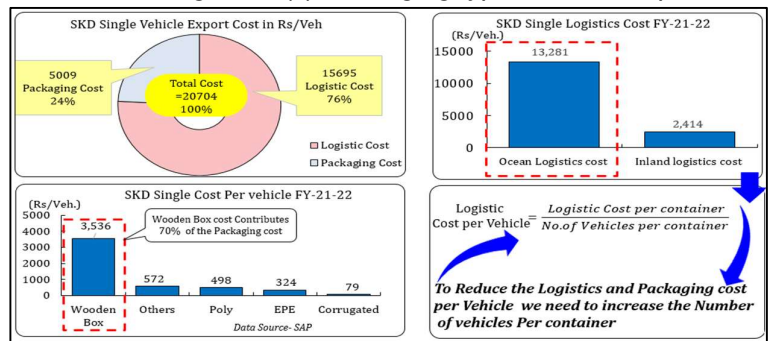 SKD Single Vehicle Export Cost in Rs/Veh
5009
Packaging Cost
24%
Total Cost
=20704
100%
15695
Logistic Cost
76%
Logistic Cost
Packaging Cost
SKD Single Logistics Cost FY-21-22
(Rs/Veh.)
15000
10000
5000
0
13,281
2,414
Ocean Logistics cost
Inland logistics cost
SKD Single Cost Per vehicle FY-21-22
(Rs/Veh.)
5000
4000
3000
2000
1000
0
3,536
572
498
324
79
Wooden Box cost Contributes
70% of the Packaging cost
Wooden
Box
Others
Poly
EPE
Corrugated
Data Source- SAP
Logistic
Cost per Vehicle
=
Logistic Cost per container
No.of Vehicles per container
To Reduce the Logistics and Packaging cost
per Vehicle we need to increase the Number
of vehicles Per container